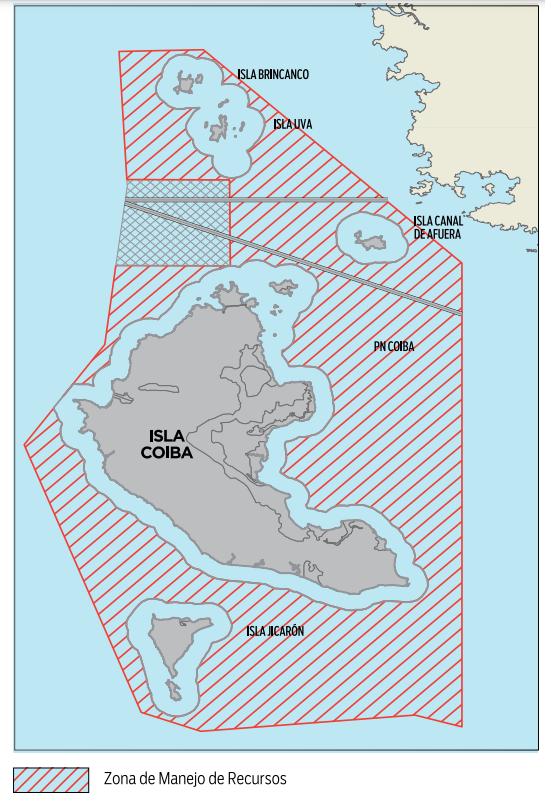 ISLA BRINCANCO
ISLA UVA
ISLA CANAL
DE AFUERA
PN COIBA
ISLA
COIBA
ISLA JICARÓN
Zona de Manejo de Recursos